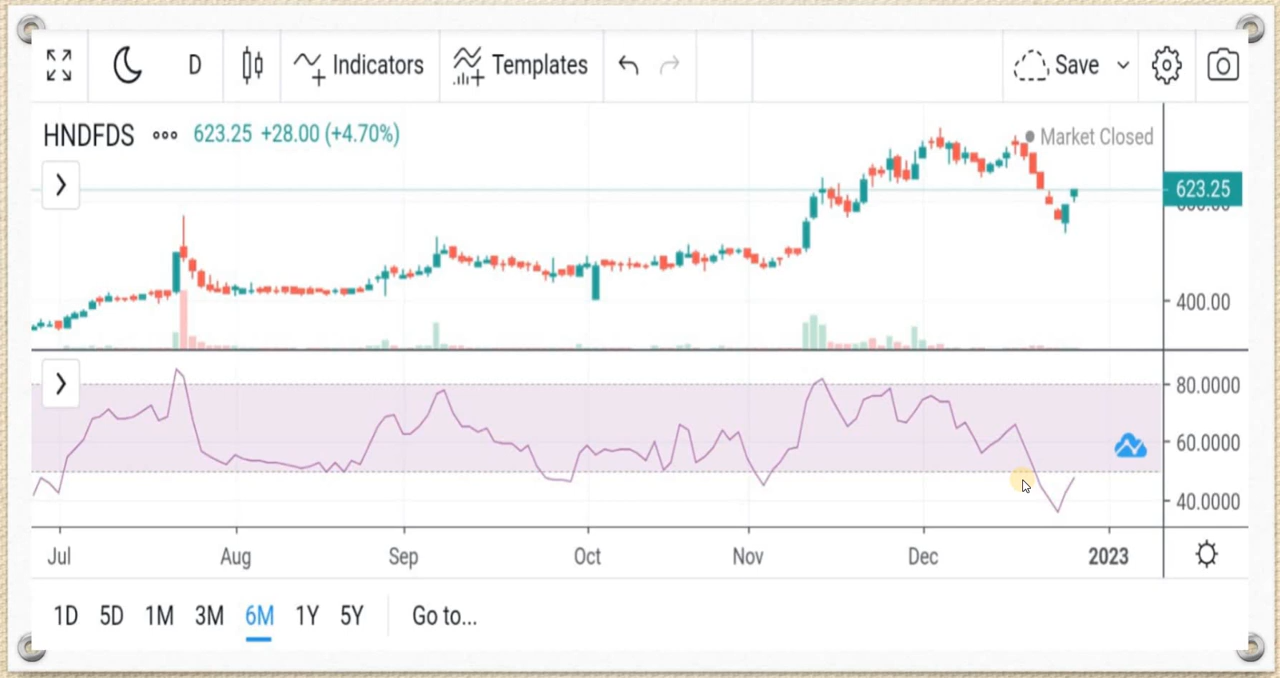 D Indicators Templates Save
HNDFDS 623.25 +28.00 (+4.70%) Market Closed
623.25
400.00
80.0000
60.0000
40.0000
Jul Aug Sep Oct Nov Dec 2023
1D 5D 1M 3M 6M 1Y 5Y Go to...